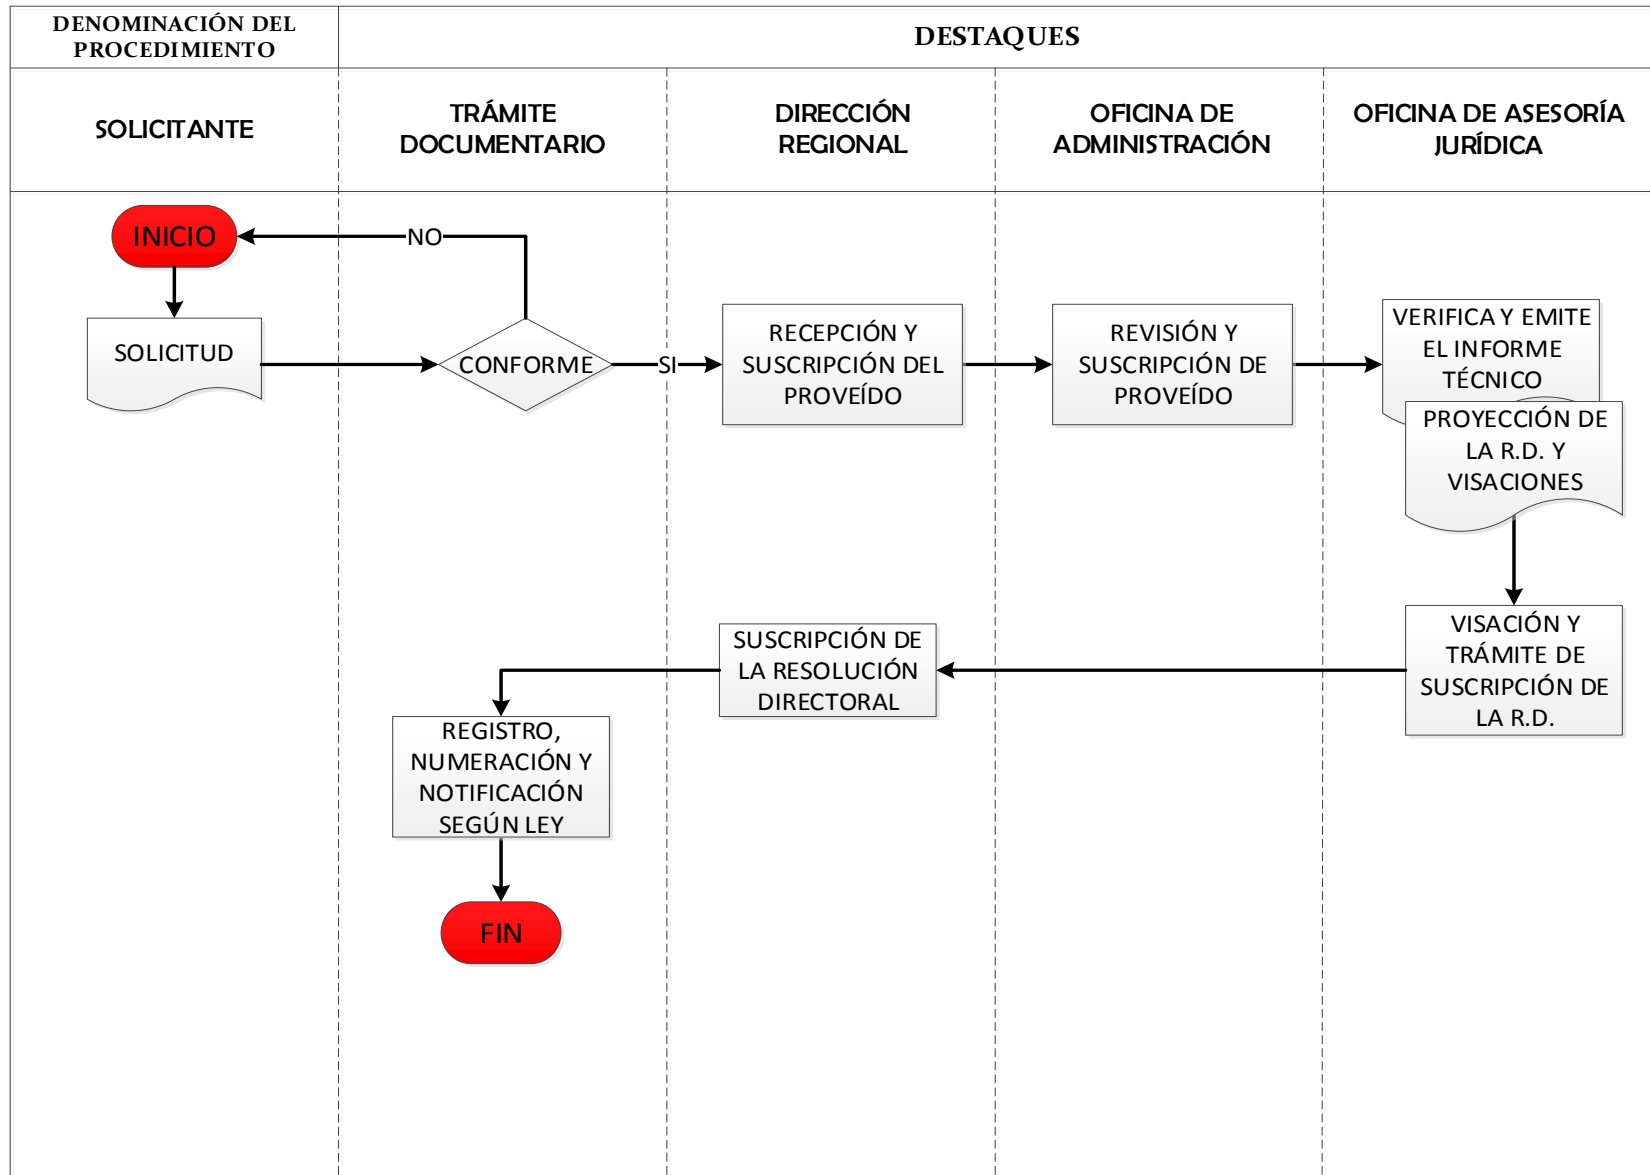 DENOMINACIÓN DEL
PROCEDIMIENTO
DESTAQUES
SOLICITANTE
TRÁMITE
DOCUMENTARIO
DIRECCIÓN
REGIONAL
OFICINA DE
ADMINISTRACIÓN
OFICINA DE ASESORÍA
JURÍDICA
INICIO
NO
SOLICITUD
CONFORME
SI
RECEPCIÓN Y
SUSCRIPCIÓN DEL
PROVEÍDO
REVISIÓN Y
SUSCRIPCIÓN DE
PROVEÍDO
VERIFICA Y EMITE
EL INFORME
TÉCNICO
PROYECCIÓN DE
LA R.D. Y
VISACIONES
VISACIÓN Y
TRÁMITE DE
SUSCRIPCIÓN DE
LA R.D.
SUSCRIPCIÓN DE
LA RESOLUCIÓN
DIRECTORAL
REGISTRO,
NUMERACIÓN Y
NOTIFICACIÓN
SEGÚN LEY
FIN